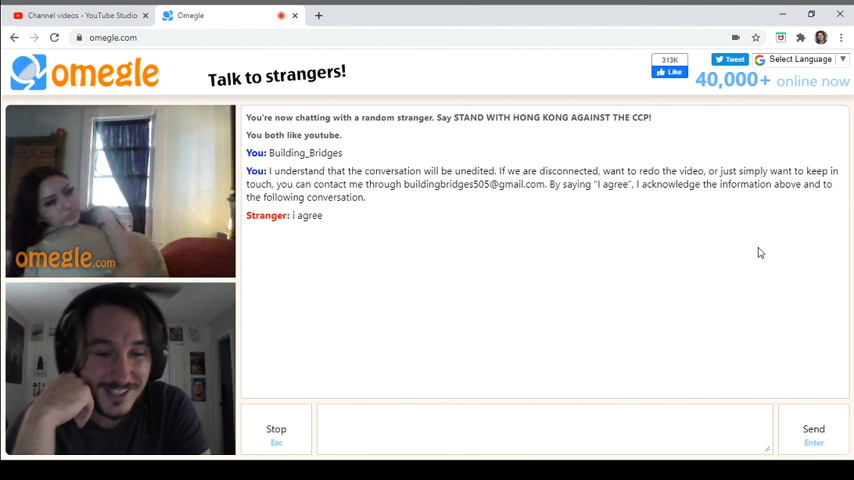 Channel videos - YouTube Studio
Omegle
omegle.com
omegle
Talk to strangers!
313K
Like
Tweet
Select Language
40,000+ online now
You're now chatting with a random stranger. Say STAND WITH HONG KONG AGAINST THE CCP!
You both like youtube.
You: Building_Bridges
You: I understand that the conversation will be unedited. If we are disconnected, want to redo the video, or just simply want to keep in
touch, you can contact me through buildingbridges505@gmail.com. By saying "I agree", I acknowledge the information above and to
the following conversation.
Stranger: i agree
omegle.com
Stop
Esc
Send
Enter